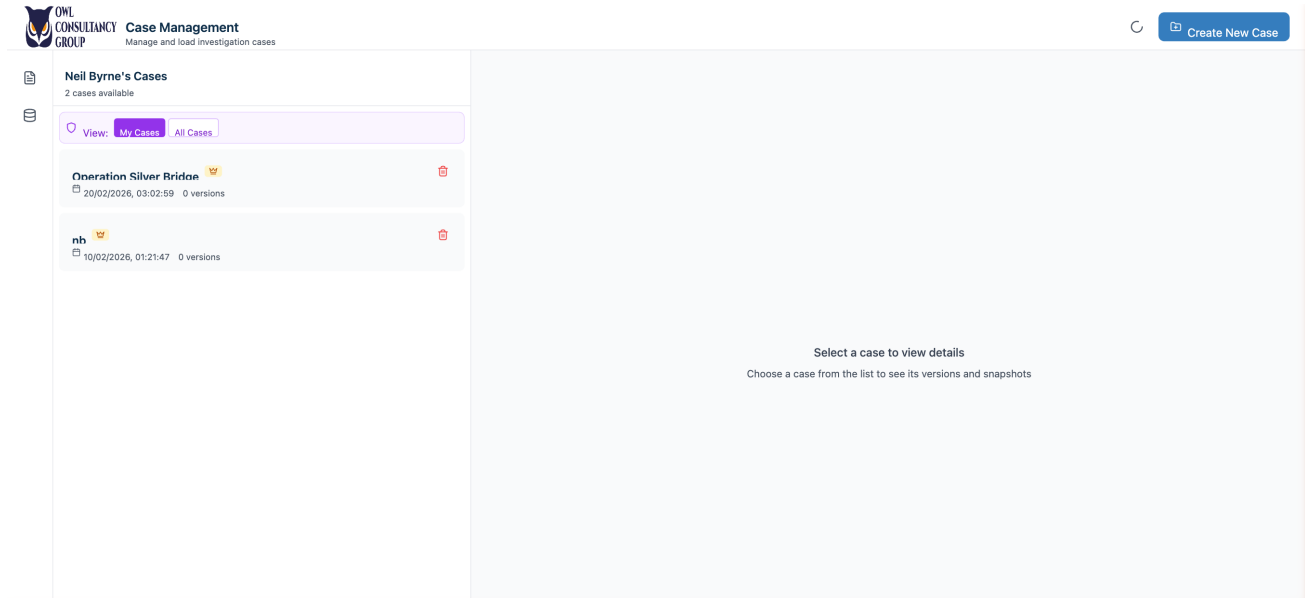 OWL
CONSULTANCY
GROUP
Case Management
Manage and load investigation cases
Create New Case
Neil Byrne's Cases
2 cases available
View: My Cases All Cases
Operation Silver Bridge
20/02/2026, 03:02:59 0 versions
nb
10/02/2026, 01:21:47 0 versions
Select a case to view details
Choose a case from the list to see its versions and snapshots